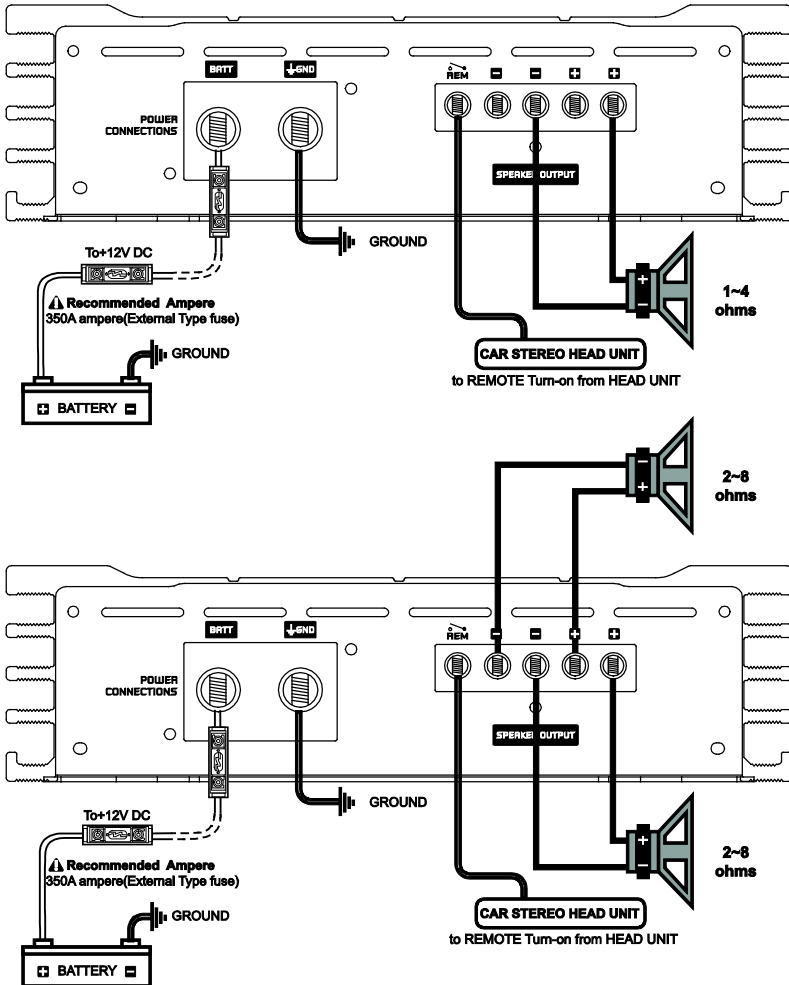 BATT
GND
REM
- - + +
POWER
CONNECTIONS
SPEAKER OUTPUT
GROUND
To+12V DC
Recommended Ampere
350A ampere(External Type fuse)
GROUND
+ BATTERY -
+
-
1~4
ohms
CAR STEREO HEAD UNIT
to REMOTE Turn-on from HEAD UNIT
-
+
2~8
ohms
BATT
GND
REM
- - + +
POWER
CONNECTIONS
SPEAKER OUTPUT
GROUND
To+12V DC
Recommended Ampere
350A ampere(External Type fuse)
GROUND
+ BATTERY -
+
-
2~8
ohms
CAR STEREO HEAD UNIT
to REMOTE Turn-on from HEAD UNIT